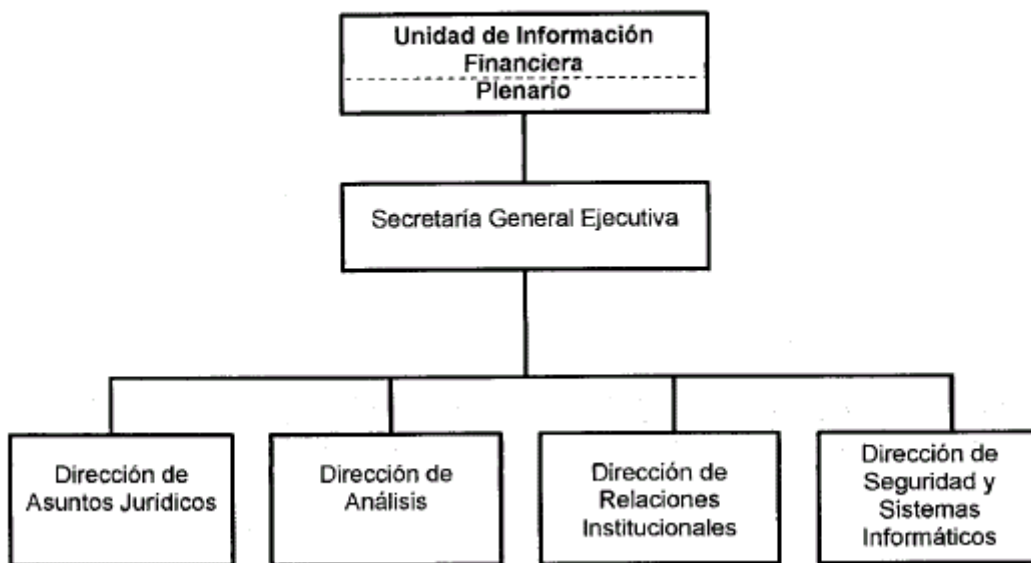 Unidad de Información
Financiera
Plenario
Secretaría General Ejecutiva
Dirección de
Asuntos Jurídicos
Dirección de
Análisis
Dirección de
Relaciones
Institucionales
Dirección de
Seguridad y
Sistemas
Informáticos